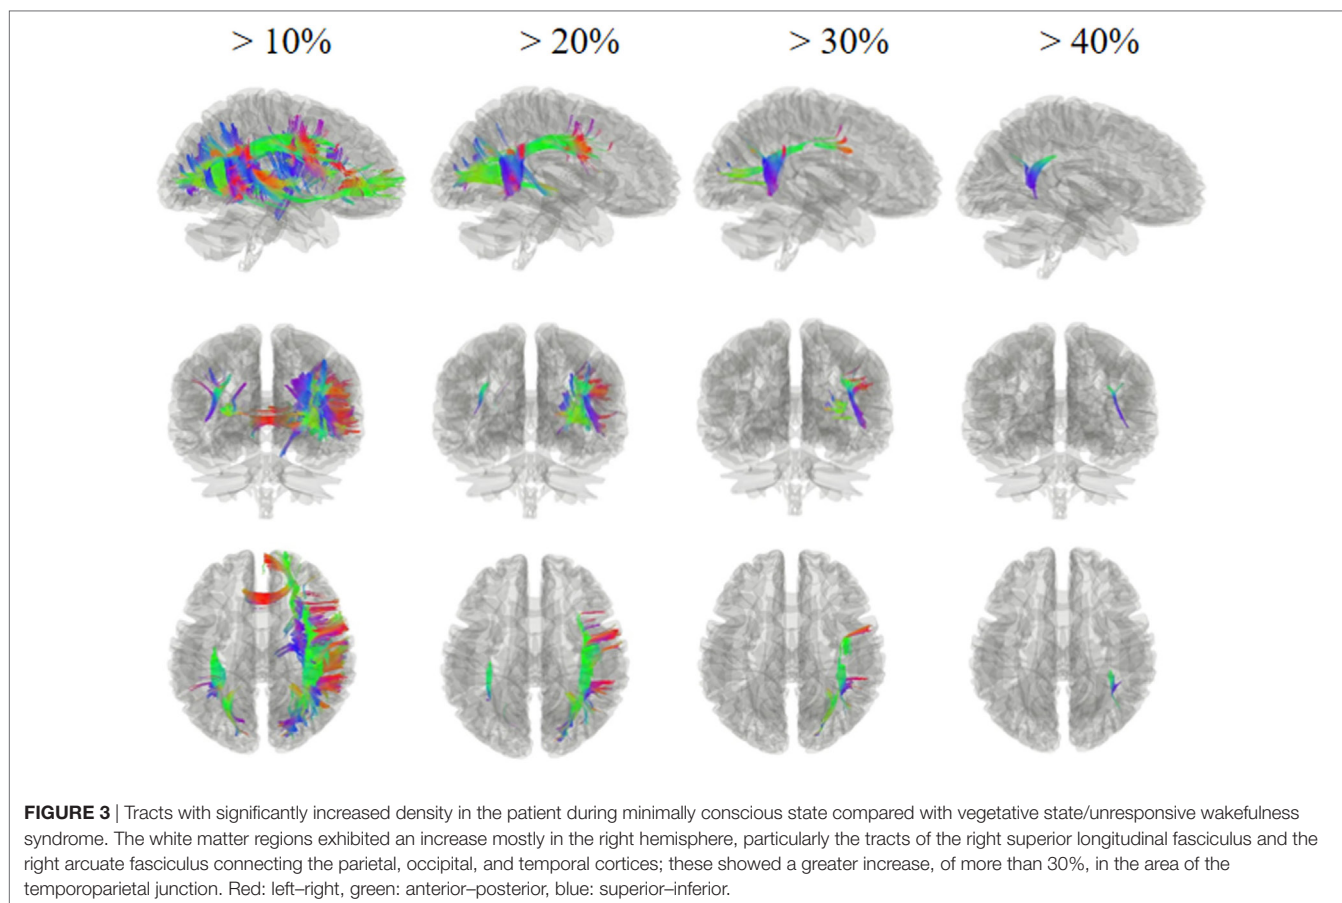 > 10% > 20% > 30% > 40%
FIGURE 3 | Tracts with significantly increased density in the patient during minimally conscious state compared with vegetative state/unresponsive wakefulness
syndrome. The white matter regions exhibited an increase mostly in the right hemisphere, particularly the tracts of the right superior longitudinal fasciculus and the
right arcuate fasciculus connecting the parietal, occipital, and temporal cortices; these showed a greater increase, of more than 30%, in the area of the
temporoparietal junction. Red: left–right, green: anterior–posterior, blue: superior–inferior.